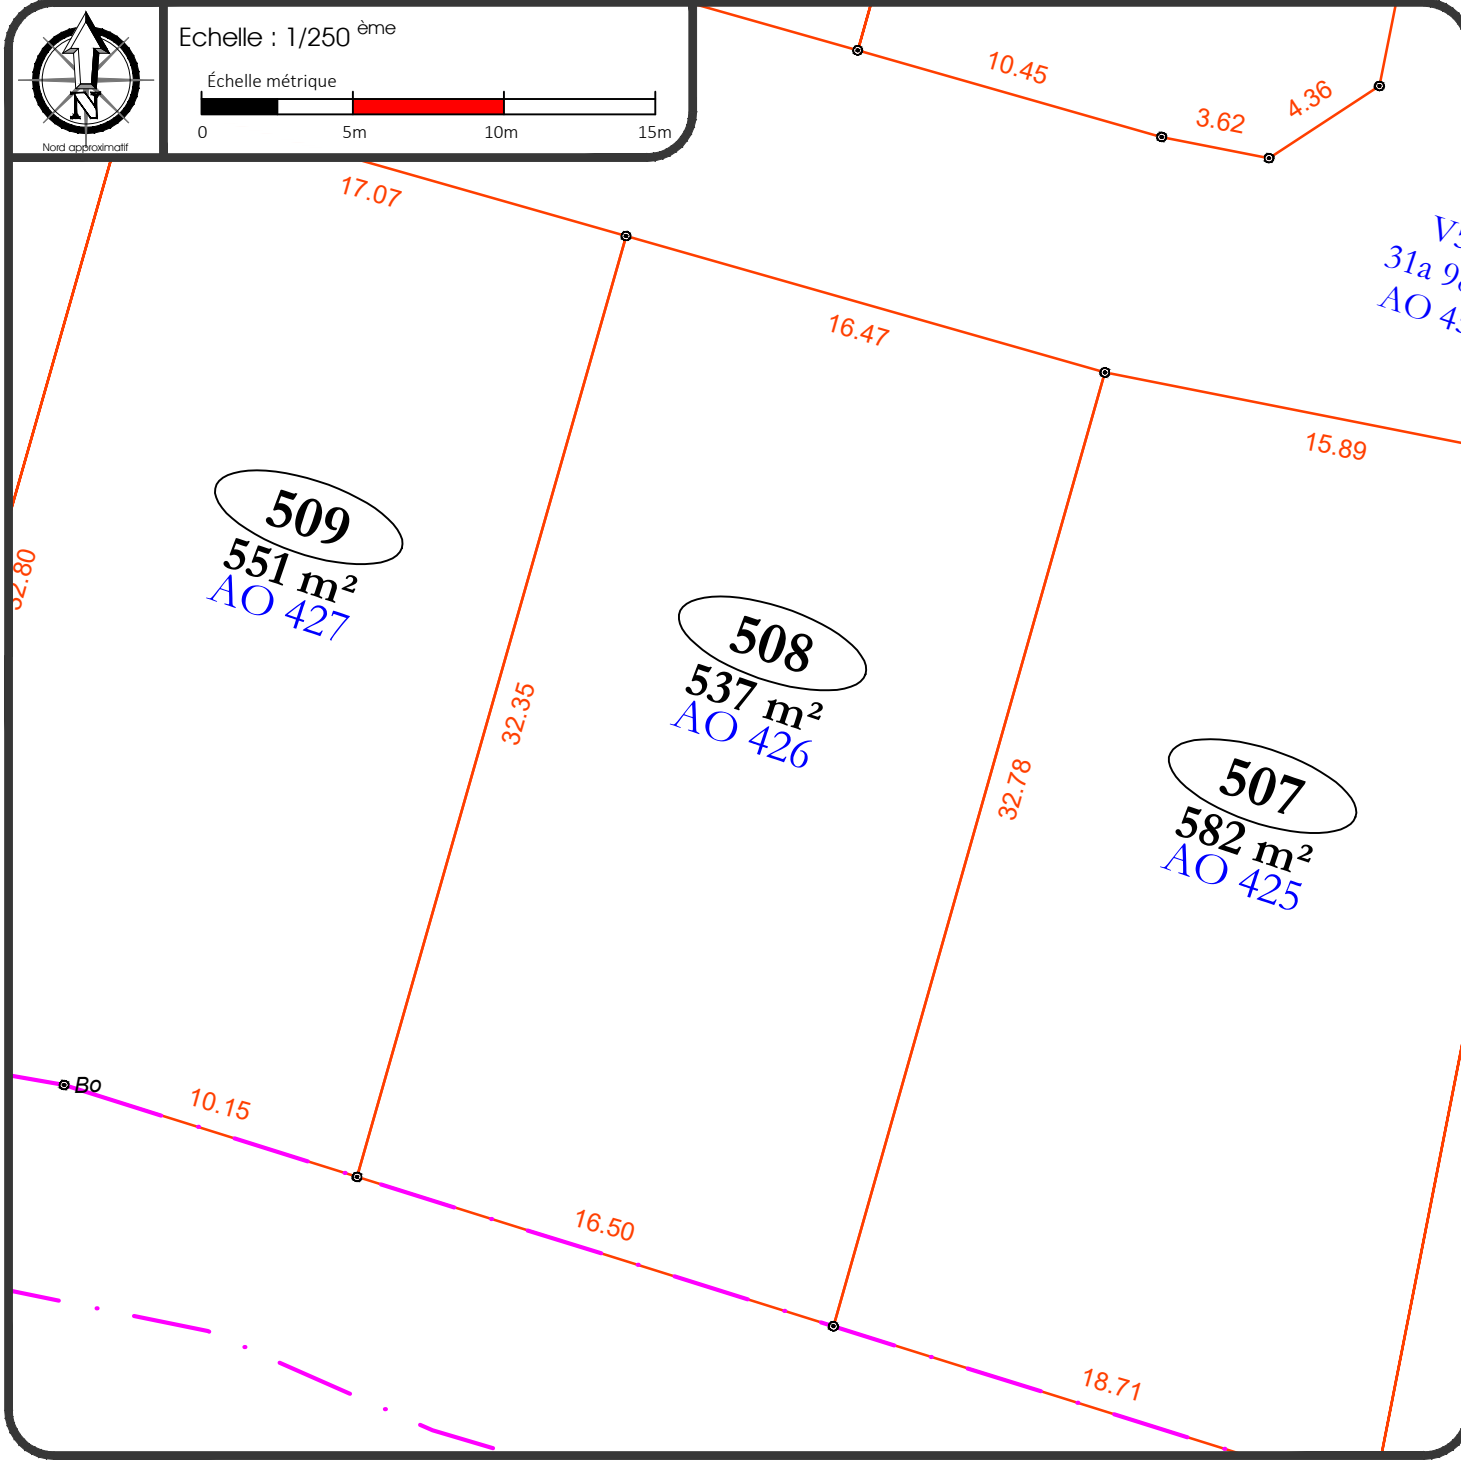 Echelle : 1/250 ème
Échelle métrique
0 5m 10m 15m
N
Nord approximatif
10.45
3.62
4.36
17.07
16.47
15.89
31a
AO
509
551 m²
AO 427
508
537 m²
AO 426
507
582 m²
AO 425
32.35
32.78
Bo
10.15
16.50
18.71